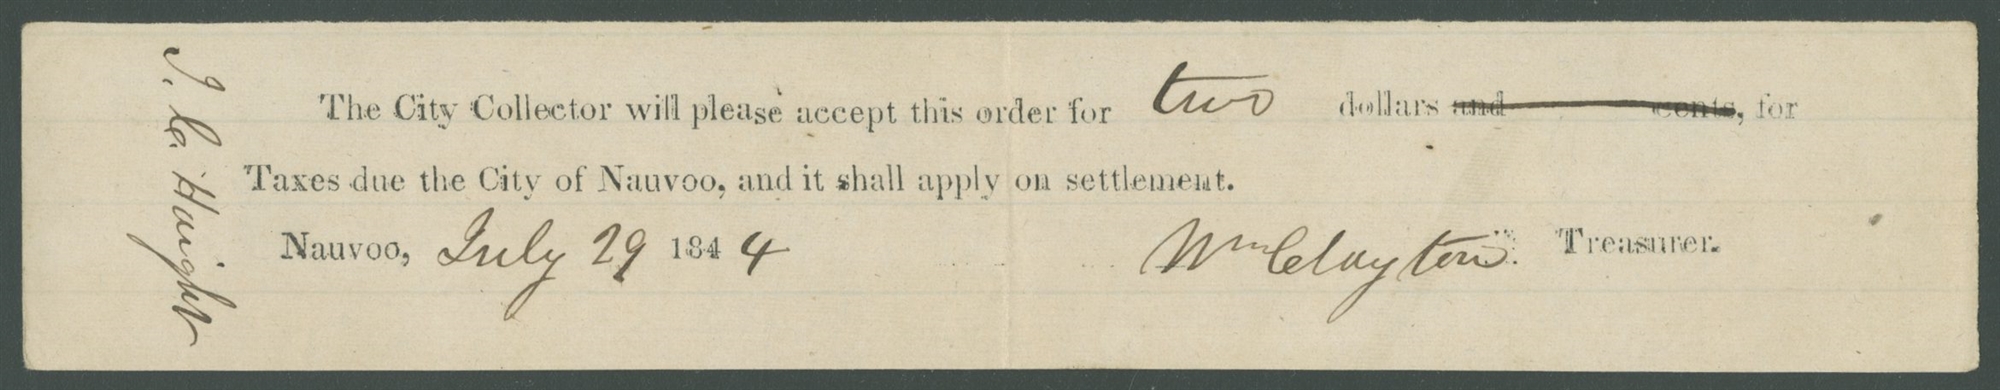 The City Collector will please accept this order for two dollars and cents, for
Taxes due the City of Nauvoo, and it shall apply on settlement.
Nauvoo, July 29 1844 Wm Clayton Treasurer.
I. C. Haight